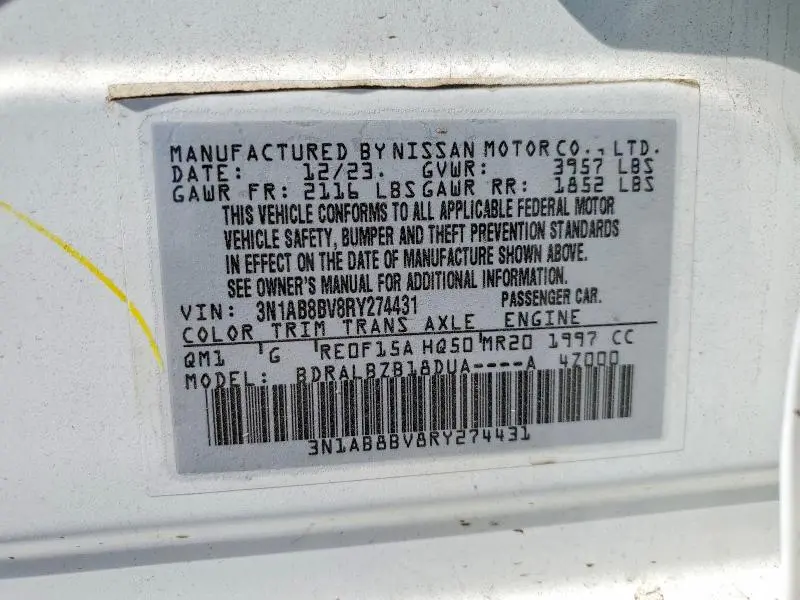 MANUFACTURED BY NISSAN MOTOR CO., LTD.
DATE: 12/23. GVWR: 3957 LBS
GAWR FR: 2116 LBS GAWR RR: 1852 LBS
THIS VEHICLE CONFORMS TO ALL APPLICABLE FEDERAL MOTOR
VEHICLE SAFETY, BUMPER AND THEFT PREVENTION STANDARDS
IN EFFECT ON THE DATE OF MANUFACTURE SHOWN ABOVE.
SEE OWNER'S MANUAL FOR ADDITIONAL INFORMATION.
VIN: 3N1AB8BV8RY274431 PASSENGER CAR.
COLOR TRIM TRANS AXLE ENGINE
QM1 G RE0F15A HQ50 MR20 1997 CC
MODEL: BDRALBZB18DUA----A 4Z000
3N1AB8BV8RY274431